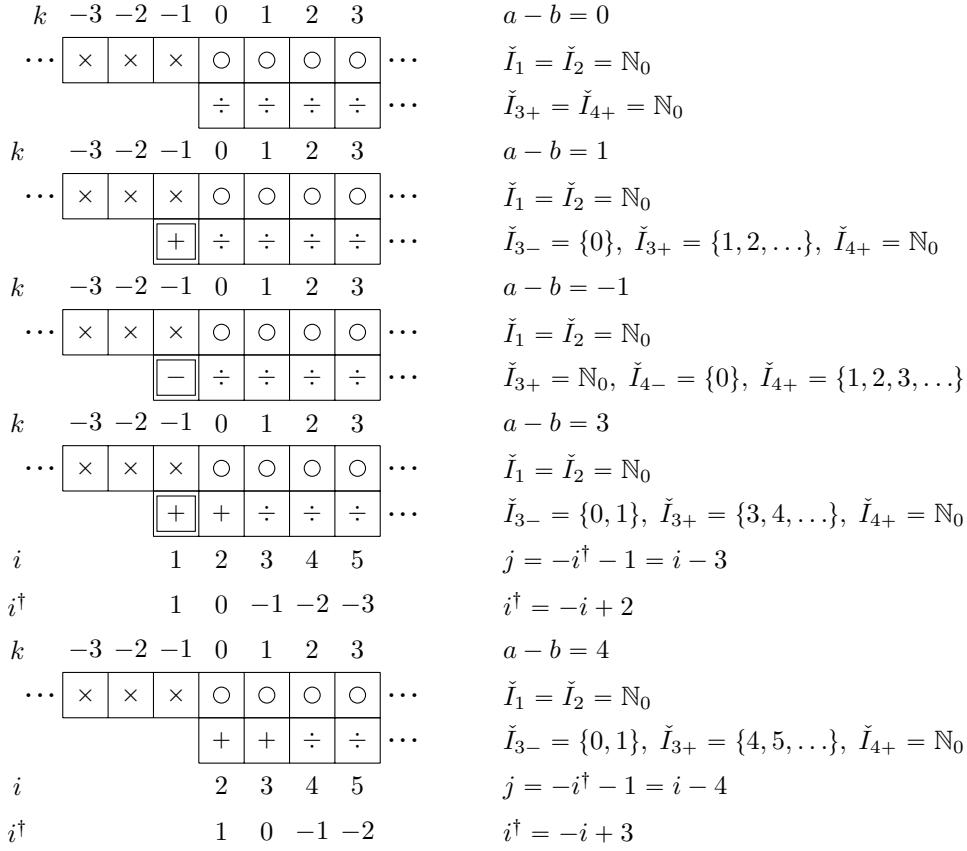 k −3 −2 −1 0 1 2 3 a − b = 0
⋯ × × × ○ ○ ○ ○ ⋯ Ǐ₁ = Ǐ₂ = ℕ₀
÷ ÷ ÷ ÷ ⋯ Ǐ₃₊ = Ǐ₄₊ = ℕ₀
k −3 −2 −1 0 1 2 3 a − b = 1
⋯ × × × ○ ○ ○ ○ ⋯ Ǐ₁ = Ǐ₂ = ℕ₀
+ ÷ ÷ ÷ ÷ ⋯ Ǐ₃₋ = {0}, Ǐ₃₊ = {1, 2, …}, Ǐ₄₊ = ℕ₀
k −3 −2 −1 0 1 2 3 a − b = −1
⋯ × × × ○ ○ ○ ○ ⋯ Ǐ₁ = Ǐ₂ = ℕ₀
− ÷ ÷ ÷ ÷ ⋯ Ǐ₃₊ = ℕ₀, Ǐ₄₋ = {0}, Ǐ₄₊ = {1, 2, 3, …}
k −3 −2 −1 0 1 2 3 a − b = 3
⋯ × × × ○ ○ ○ ○ ⋯ Ǐ₁ = Ǐ₂ = ℕ₀
+ + ÷ ÷ ÷ ⋯ Ǐ₃₋ = {0, 1}, Ǐ₃₊ = {3, 4, …}, Ǐ₄₊ = ℕ₀
i 1 2 3 4 5 j = −i† − 1 = i − 3
i† 1 0 −1 −2 −3 i† = −i + 2
k −3 −2 −1 0 1 2 3 a − b = 4
⋯ × × × ○ ○ ○ ○ ⋯ Ǐ₁ = Ǐ₂ = ℕ₀
+ + ÷ ÷ ⋯ Ǐ₃₋ = {0, 1}, Ǐ₃₊ = {4, 5, …}, Ǐ₄₊ = ℕ₀
i 2 3 4 5 j = −i† − 1 = i − 4
i† 1 0 −1 −2 i† = −i + 3